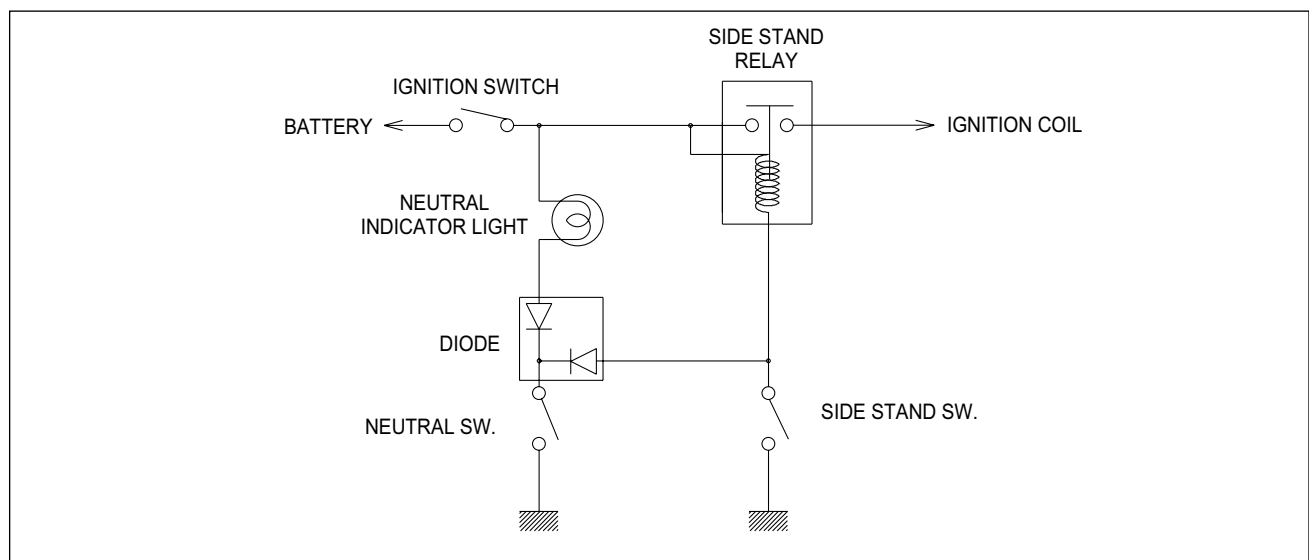 SIDE STAND
RELAY
IGNITION SWITCH
BATTERY
IGNITION COIL
NEUTRAL
INDICATOR LIGHT
DIODE
NEUTRAL SW.
SIDE STAND SW.